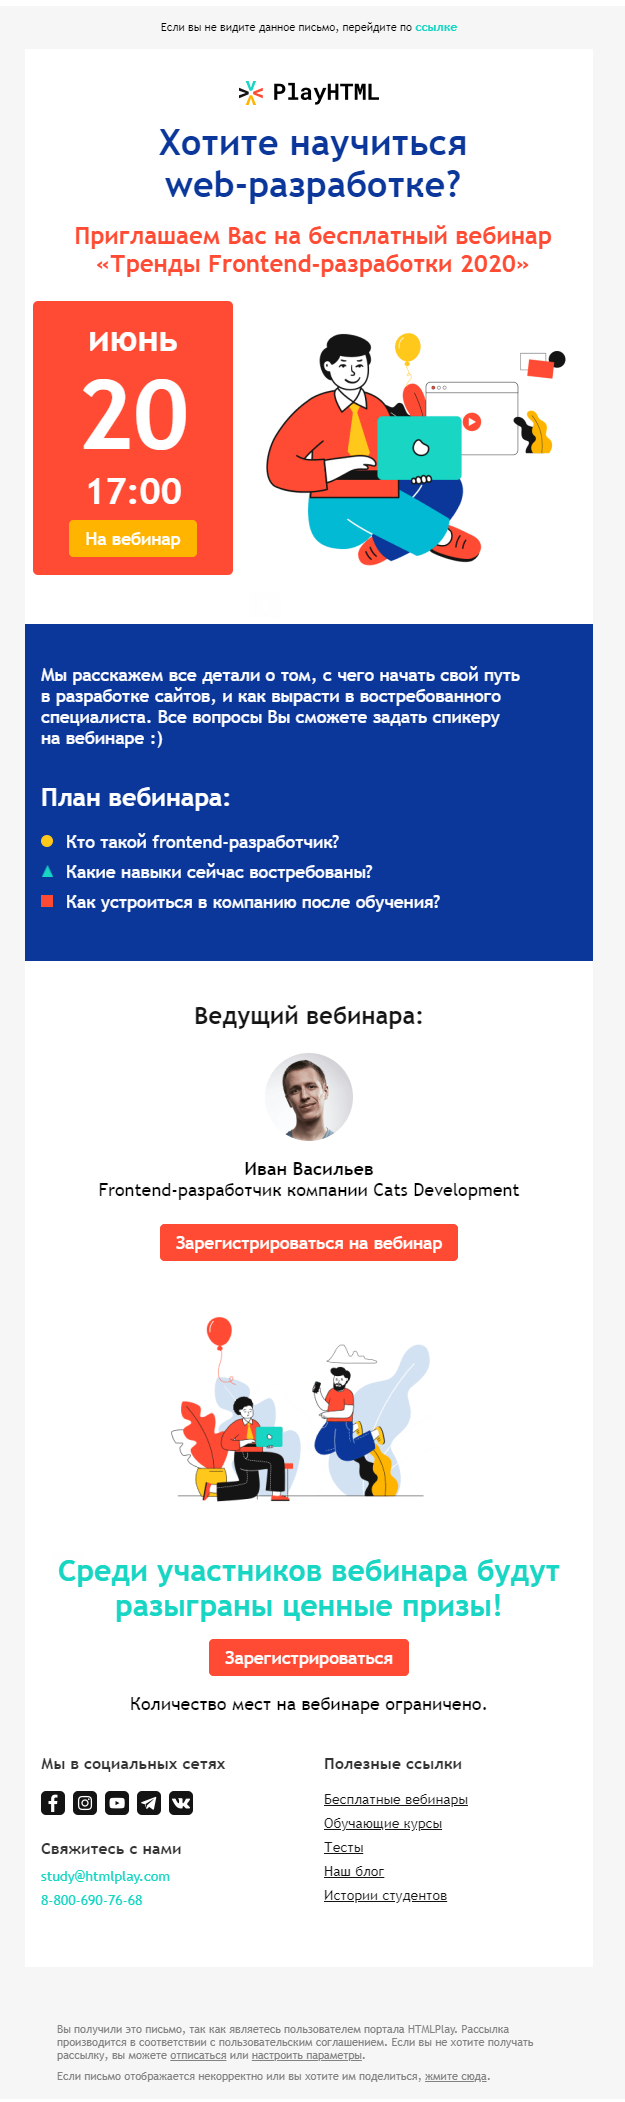 Если вы не видите данное письмо, перейдите по ссылке
PlayHTML
Хотите научиться
web-разработке?
Приглашаем Вас на бесплатный вебинар
«Тренды Frontend-разработки 2020»
июнь
20
17:00
На вебинар
Мы расскажем все детали о том, с чего начать свой путь
в разработке сайтов, и как вырасти в востребованного
специалиста. Все вопросы Вы сможете задать спикеру
на вебинаре :)
План вебинара:
Кто такой frontend-разработчик?
Какие навыки сейчас востребованы?
Как устроиться в компанию после обучения?
Ведущий вебинара:
Иван Васильев
Frontend-разработчик компании Cats Development
Зарегистрироваться на вебинар
Среди участников вебинара будут
разыграны ценные призы!
Зарегистрироваться
Количество мест на вебинаре ограничено.
Мы в социальных сетях
Свяжитесь с нами
study@htmlplay.com
8-800-690-76-68
Полезные ссылки
Бесплатные вебинары
Обучающие курсы
Тесты
Наш блог
Истории студентов
Вы получили это письмо, так как являетесь пользователем портала HTMLPlay. Рассылка
производится в соответствии с пользовательским соглашением. Если вы не хотите получать
рассылку, вы можете отписаться или настроить параметры.
Если письмо отображается некорректно или вы хотите им поделиться, жмите сюда.